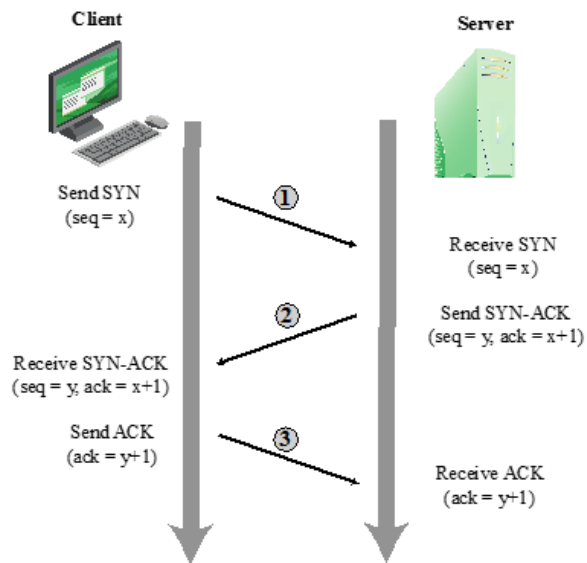 Client
Server
Send SYN
(seq = x)
1
Receive SYN
(seq = x)
2
Send SYN-ACK
(seq = y, ack = x+1)
Receive SYN-ACK
(seq = y, ack = x+1)
Send ACK
(ack = y+1)
3
Receive ACK
(ack = y+1)